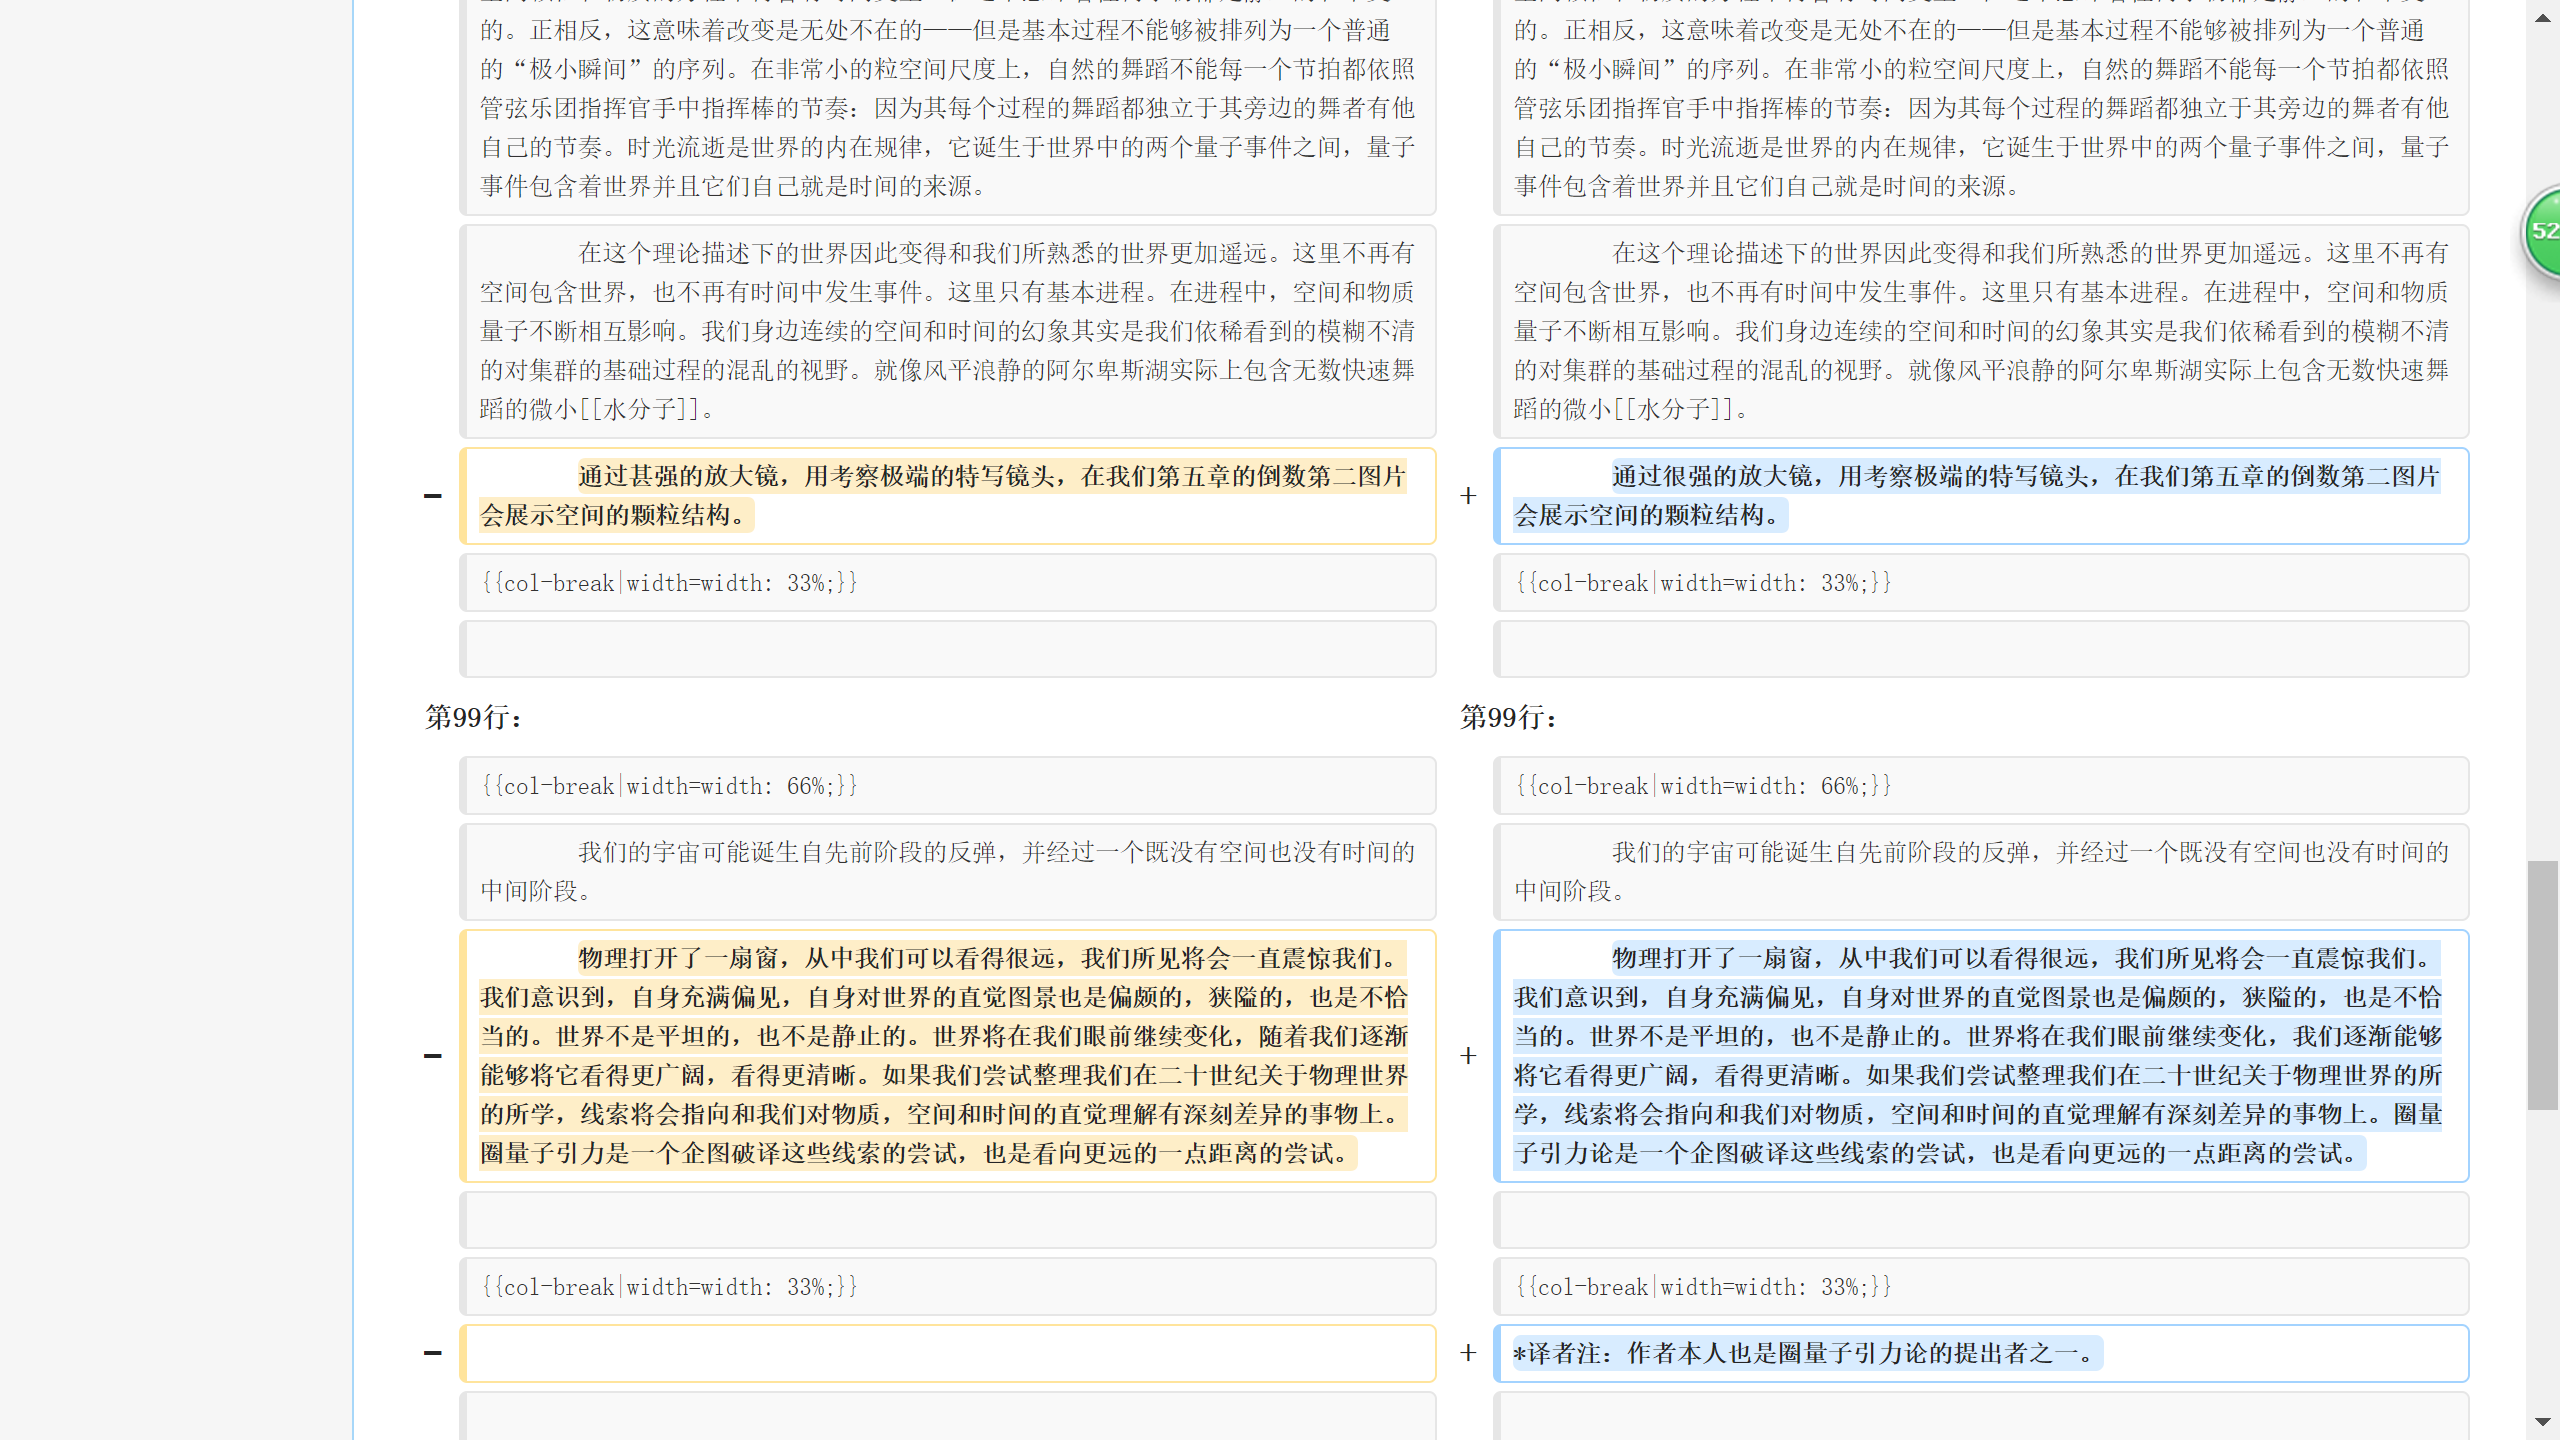 的。正相反，这意味着改变是无处不在的——但是基本过程不能够被排列为一个普通
的“极小瞬间”的序列。在非常小的粒空间尺度上，自然的舞蹈不能每一个节拍都依照
管弦乐团指挥官手中指挥棒的节奏：因为其每个过程的舞蹈都独立于其旁边的舞者有他
自己的节奏。时光流逝是世界的内在规律，它诞生于世界中的两个量子事件之间，量子
事件包含着世界并且它们自己就是时间的来源。
在这个理论描述下的世界因此变得和我们所熟悉的世界更加遥远。这里不再有
空间包含世界，也不再有时间中发生事件。这里只有基本进程。在进程中，空间和物质
量子不断相互影响。我们身边连续的空间和时间的幻象其实是我们依稀看到的模糊不清
的对集群的基础过程的混乱的视野。就像风平浪静的阿尔卑斯湖实际上包含无数快速舞
蹈的微小[[水分子]]。
− 通过甚强的放大镜，用考察极端的特写镜头，在我们第五章的倒数第二图片
会展示空间的颗粒结构。
{{col-break|width=width: 33%;}}
第99行：
{{col-break|width=width: 66%;}}
我们的宇宙可能诞生自先前阶段的反弹，并经过一个既没有空间也没有时间的
中间阶段。
− 物理打开了一扇窗，从中我们可以看得很远，我们所见将会一直震惊我们。
我们意识到，自身充满偏见，自身对世界的直觉图景也是偏颇的，狭隘的，也是不恰
当的。世界不是平坦的，也不是静止的。世界将在我们眼前继续变化，随着我们逐渐
能够将它看得更广阔，看得更清晰。如果我们尝试整理我们在二十世纪关于物理世界
的所学，线索将会指向和我们对物质，空间和时间的直觉理解有深刻差异的事物上。
圈量子引力是一个企图破译这些线索的尝试，也是看向更远的一点距离的尝试。
{{col-break|width=width: 33%;}}
−
的。正相反，这意味着改变是无处不在的——但是基本过程不能够被排列为一个普通
的“极小瞬间”的序列。在非常小的粒空间尺度上，自然的舞蹈不能每一个节拍都依照
管弦乐团指挥官手中指挥棒的节奏：因为其每个过程的舞蹈都独立于其旁边的舞者有他
自己的节奏。时光流逝是世界的内在规律，它诞生于世界中的两个量子事件之间，量子
事件包含着世界并且它们自己就是时间的来源。
在这个理论描述下的世界因此变得和我们所熟悉的世界更加遥远。这里不再有
空间包含世界，也不再有时间中发生事件。这里只有基本进程。在进程中，空间和物质
量子不断相互影响。我们身边连续的空间和时间的幻象其实是我们依稀看到的模糊不清
的对集群的基础过程的混乱的视野。就像风平浪静的阿尔卑斯湖实际上包含无数快速舞
蹈的微小[[水分子]]。
+ 通过很强的放大镜，用考察极端的特写镜头，在我们第五章的倒数第二图片
会展示空间的颗粒结构。
{{col-break|width=width: 33%;}}
第99行：
{{col-break|width=width: 66%;}}
我们的宇宙可能诞生自先前阶段的反弹，并经过一个既没有空间也没有时间的
中间阶段。
+ 物理打开了一扇窗，从中我们可以看得很远，我们所见将会一直震惊我们。
我们意识到，自身充满偏见，自身对世界的直觉图景也是偏颇的，狭隘的，也是不恰
当的。世界不是平坦的，也不是静止的。世界将在我们眼前继续变化，我们逐渐能够
将它看得更广阔，看得更清晰。如果我们尝试整理我们在二十世纪关于物理世界的所
学，线索将会指向和我们对物质，空间和时间的直觉理解有深刻差异的事物上。圈量
子引力论是一个企图破译这些线索的尝试，也是看向更远的一点距离的尝试。
{{col-break|width=width: 33%;}}
+ *译者注：作者本人也是圈量子引力论的提出者之一。
52